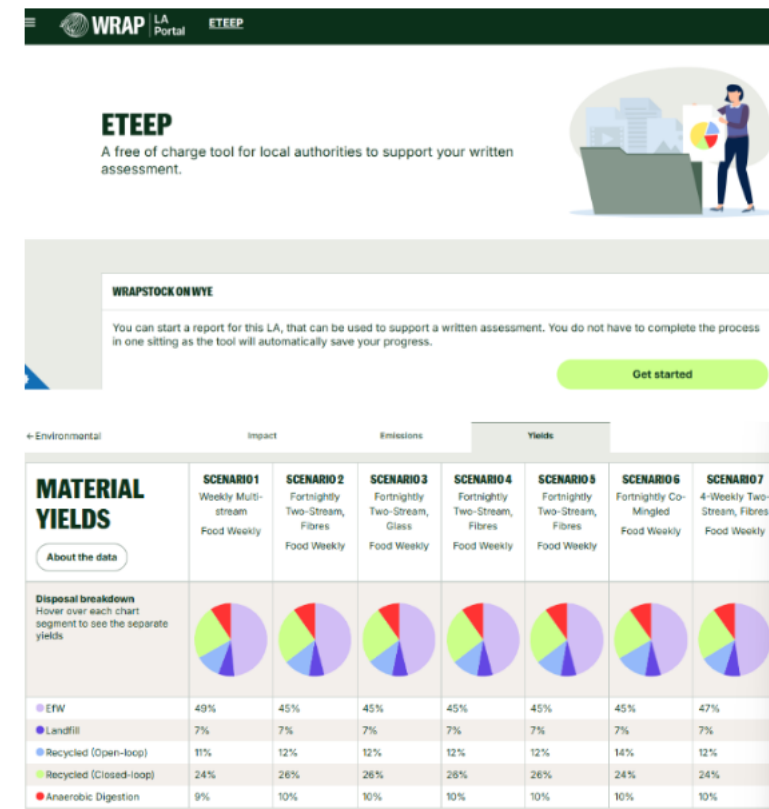 WRAP LA Portal ETEEP
ETEEP
A free of charge tool for local authorities to support your written
assessment.
WRAPSTOCK ON WYE
You can start a report for this LA, that can be used to support a written assessment. You do not have to complete the process
in one sitting as the tool will automatically save your progress.
Get started
←Environmental Impact Emissions Yields
MATERIAL YIELDS
About the data
SCENARIO 1
Weekly Multi-
stream
Food Weekly
SCENARIO 2
Fortnightly
Two-Stream,
Fibres
Food Weekly
SCENARIO 3
Fortnightly
Two-Stream,
Glass
Food Weekly
SCENARIO 4
Fortnightly
Two-Stream,
Fibres
Food Weekly
SCENARIO 5
Fortnightly
Two-Stream,
Fibres
Food Weekly
SCENARIO 6
Fortnightly Co-
Mingled
Food Weekly
SCENARIO 7
4-Weekly Two-
Stream, Fibres
Food Weekly
Disposal breakdown
Hover over each chart
segment to see the separate
yields
EfW 49% 45% 45% 45% 45% 45% 47%
Landfill 7% 7% 7% 7% 7% 7% 7%
Recycled (Open-loop) 11% 12% 12% 12% 12% 14% 12%
Recycled (Closed-loop) 24% 26% 26% 26% 26% 24% 24%
Anaerobic Digestion 9% 10% 10% 10% 10% 10% 10%